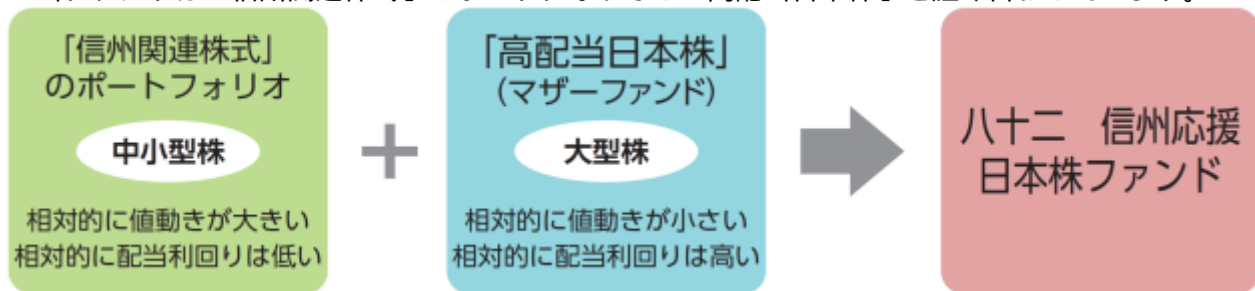 「信州関連株式」
のポートフォリオ
中小型株
相対的に値動きが大きい
相対的に配当利回りは低い
+
「高配当日本株」
(マザーファンド)
大型株
相対的に値動きが小さい
相対的に配当利回りは高い
八十二 信州応援
日本株ファンド